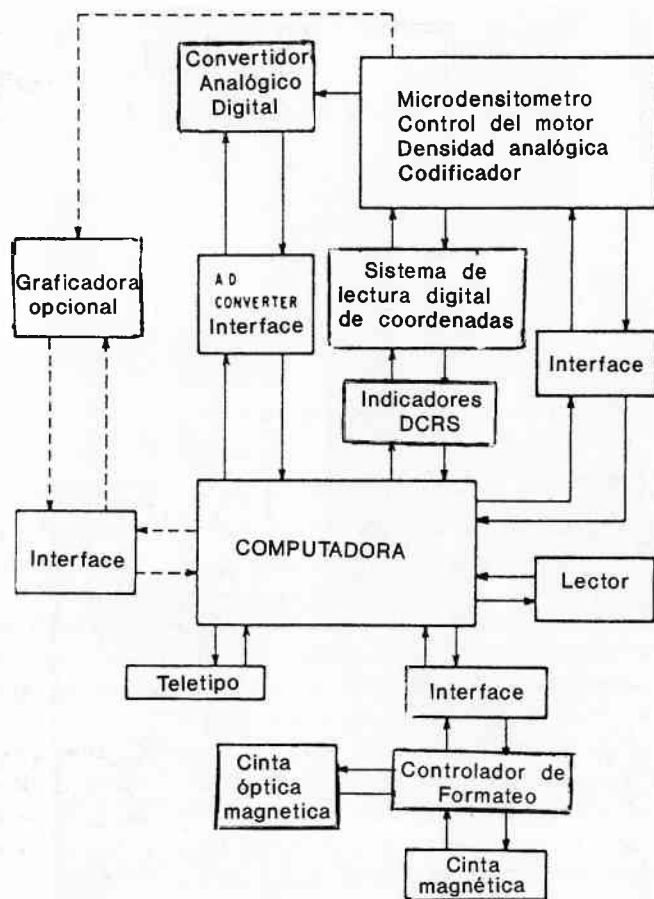 Convertidor
Analógico
Digital
Microdensitometro
Control del motor
Densidad analógica
Codificador
Graficadora
opcional
A D
CONVERTER
Interface
Sistema de
lectura digital
de coordenadas
Interface
Indicadores
DCRS
Interface
COMPUTADORA
Lector
Teletipo
Interface
Cinta
óptica
magnetica
Controlador de
Formateo
Cinta
magnética